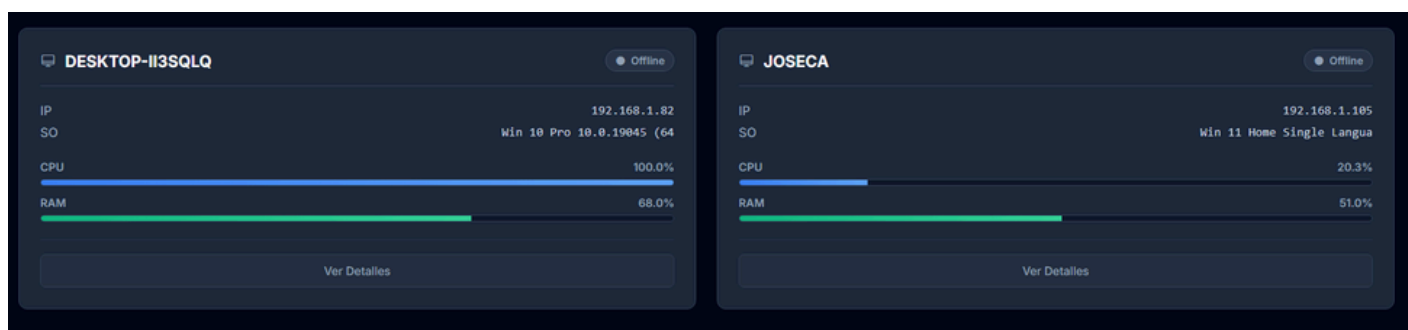 DESKTOP-II3SQLQ
Offline
IP 192.168.1.82
SO Win 10 Pro 10.0.19045 (64
CPU 100.0%
RAM 68.0%
Ver Detalles
JOSECA
Offline
IP 192.168.1.105
SO Win 11 Home Single Langua
CPU 20.3%
RAM 51.0%
Ver Detalles